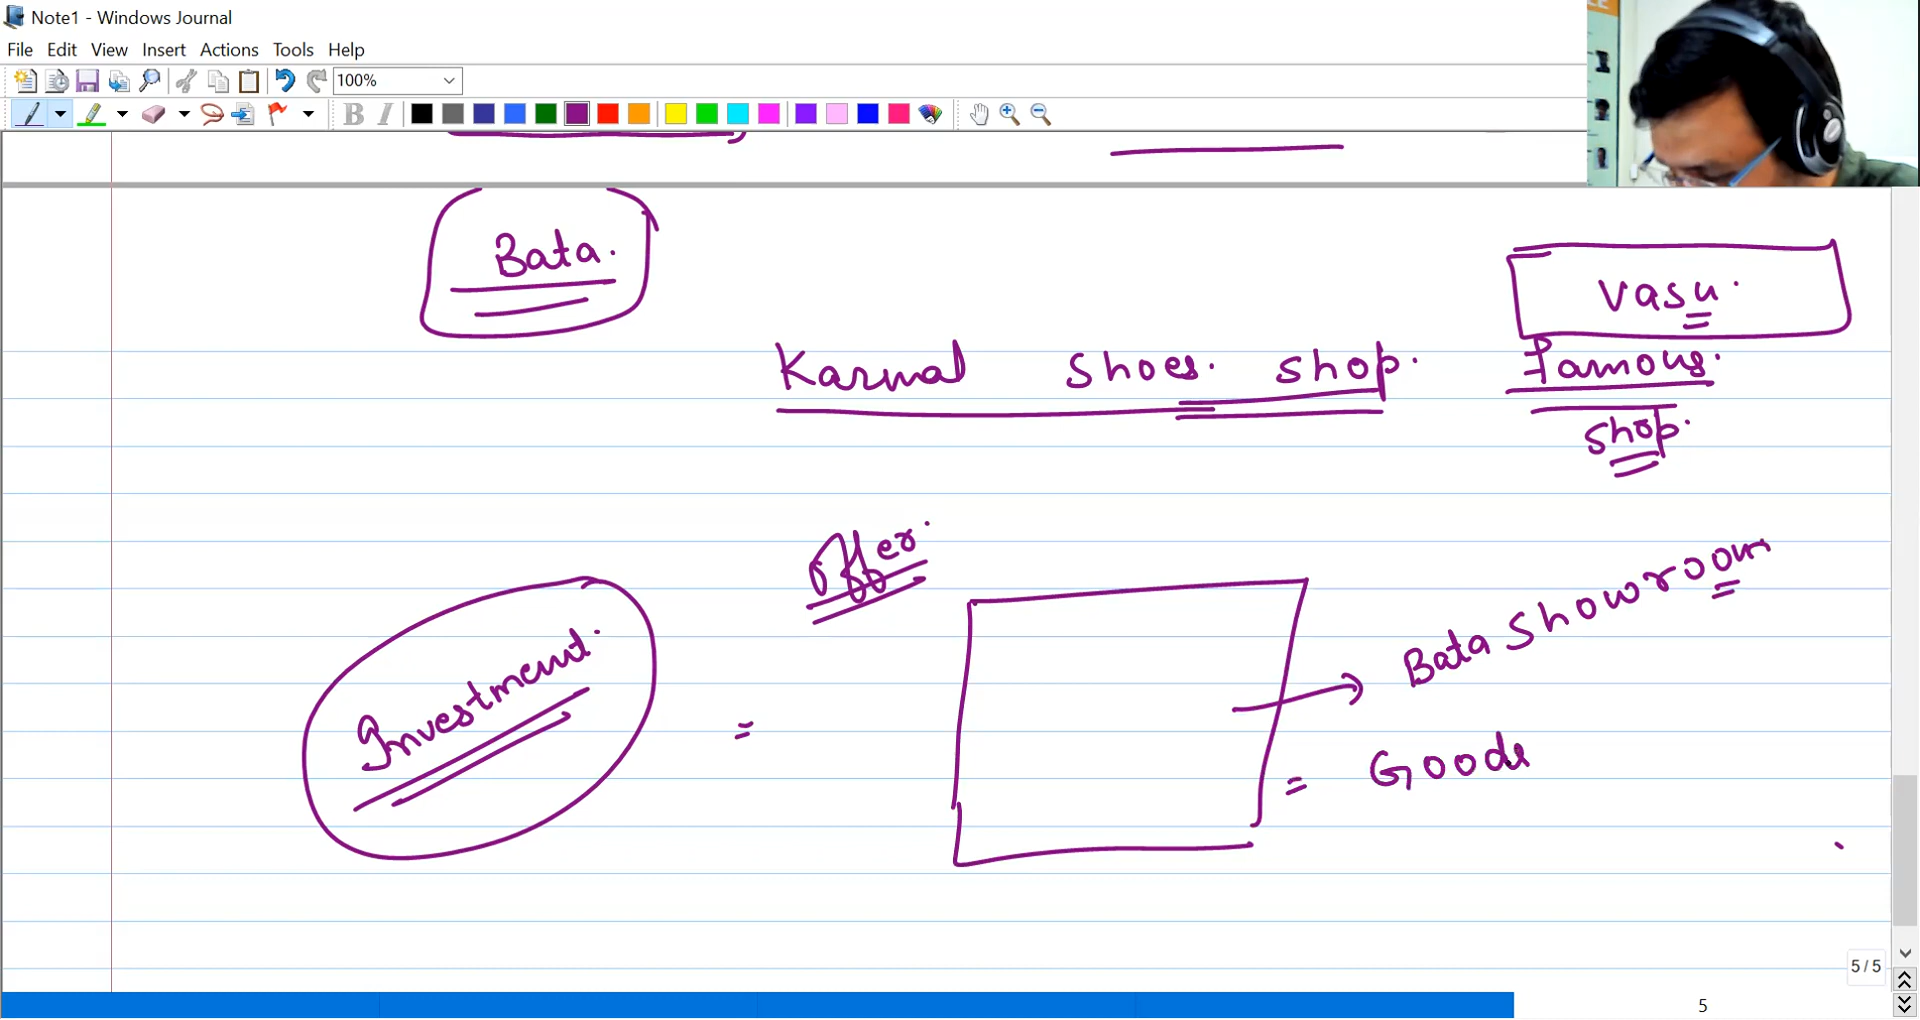 Note1 - Windows Journal
File Edit View Insert Actions Tools Help
100%
B I
Bata.
Vasu.
Karnal Shoes. Shop. Famous.
Shop.
Offer.
Bata Showroom
Investment.
=
= Goods
5 / 5
5